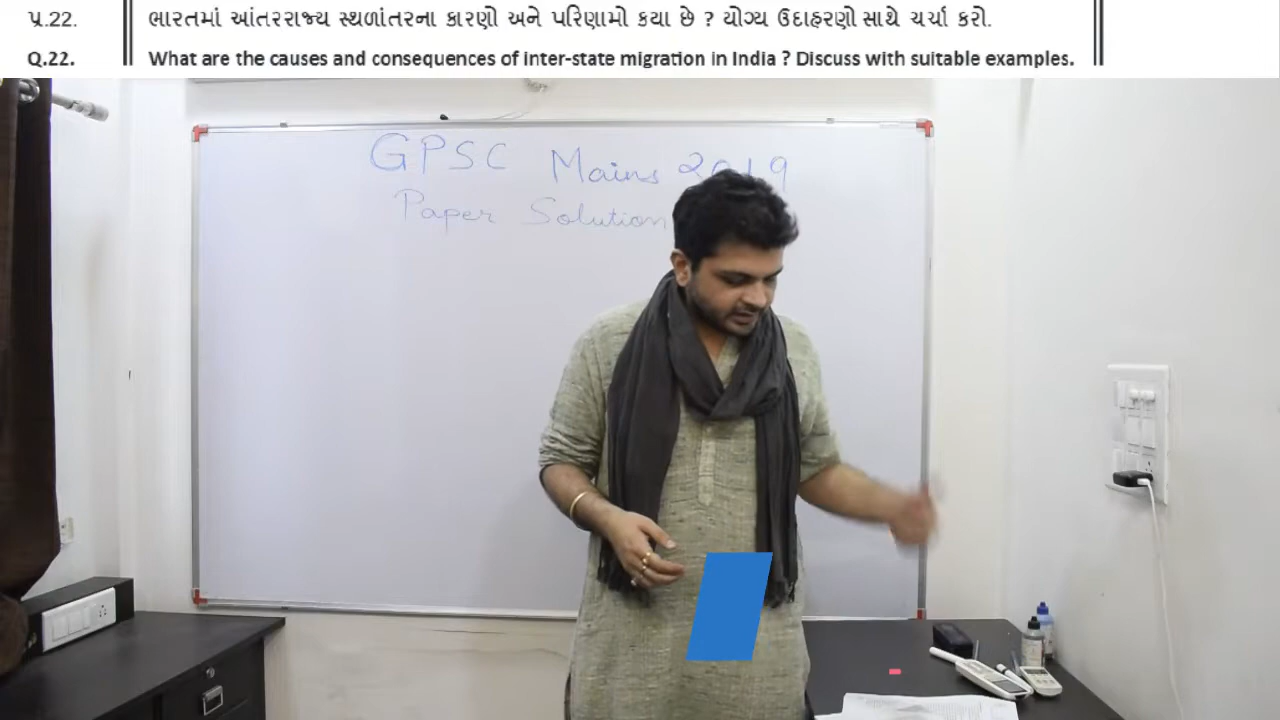 પ્ર.22. ભારતમાં આંતરરાજ્ય સ્થળાંતરના કારણો અને પરિણામો કયા છે ? યોગ્ય ઉદાહરણો સાથે ચર્ચા કરો.
Q.22. What are the causes and consequences of inter-state migration in India ? Discuss with suitable examples.
GPSC Mains 2019
Paper Solution